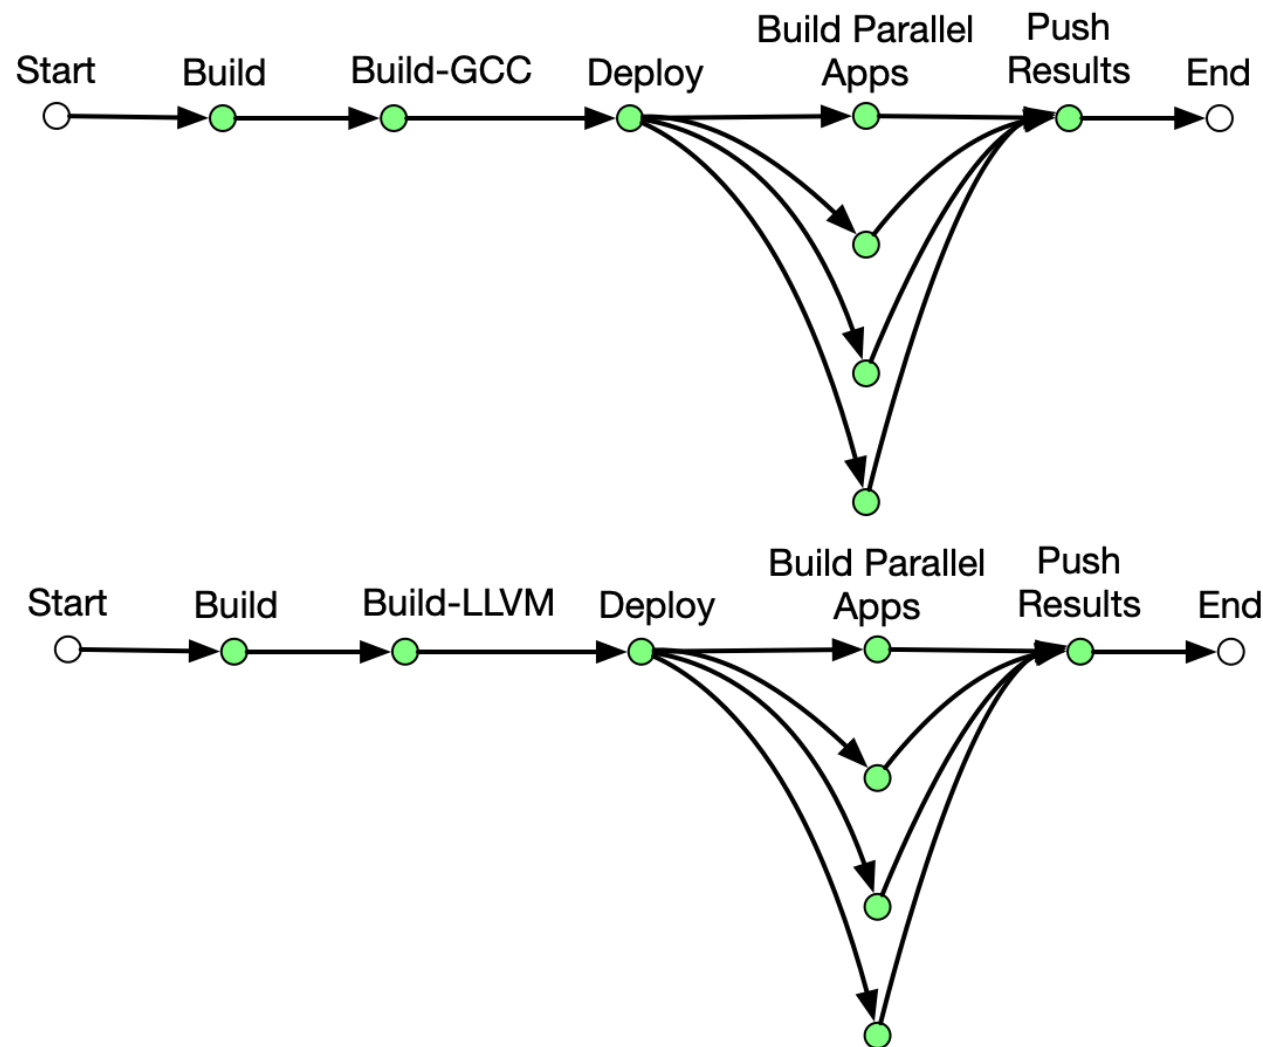 Start
Build
Build-GCC
Deploy
Build Parallel
Apps
Push
Results
End
Start
Build
Build-LLVM
Deploy
Build Parallel
Apps
Push
Results
End